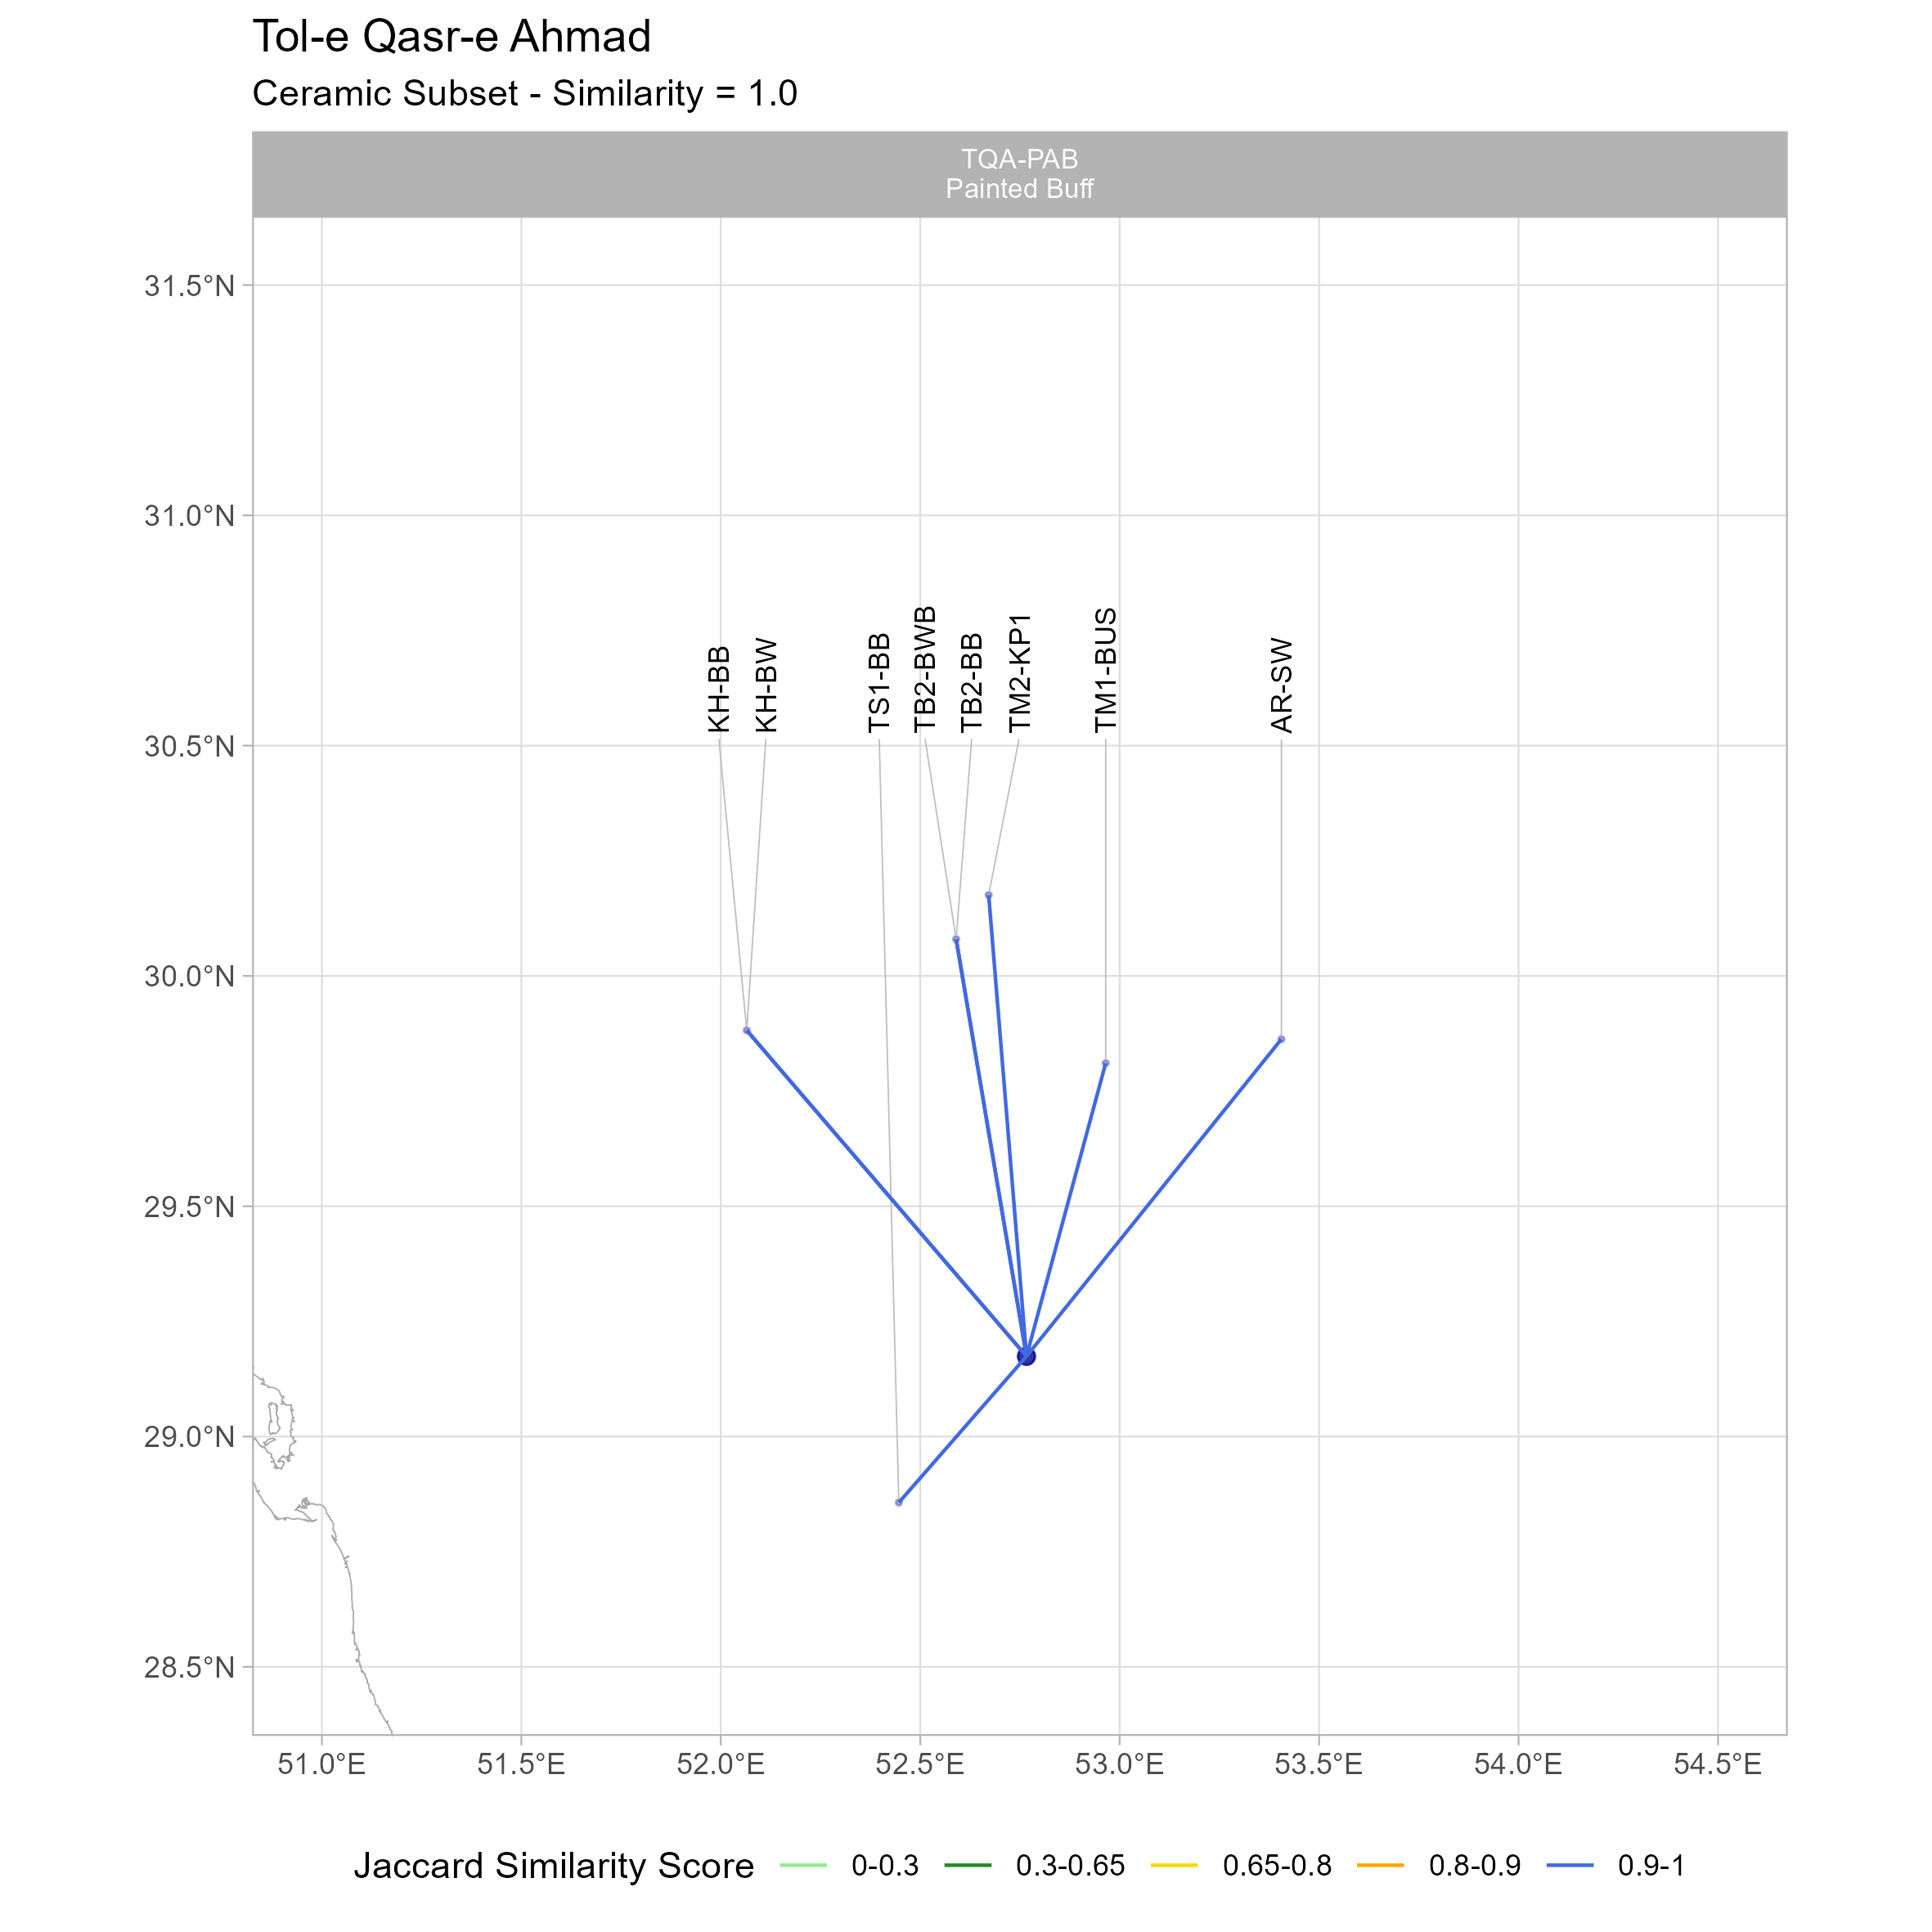 Tol-e Qasr-e Ahmad
Ceramic Subset - Similarity = 1.0
TQA-PAB
Painted Buff
31.5°N
31.0°N
30.5°N
30.0°N
29.5°N
29.0°N
28.5°N
KH-BB
KH-BW
TS1-BB
TB2-BWB
TB2-BB
TM2-KP1
TM1-BUS
AR-SW
51.0°E 51.5°E 52.0°E 52.5°E 53.0°E 53.5°E 54.0°E 54.5°E
Jaccard Similarity Score 0-0.3 0.3-0.65 0.65-0.8 0.8-0.9 0.9-1